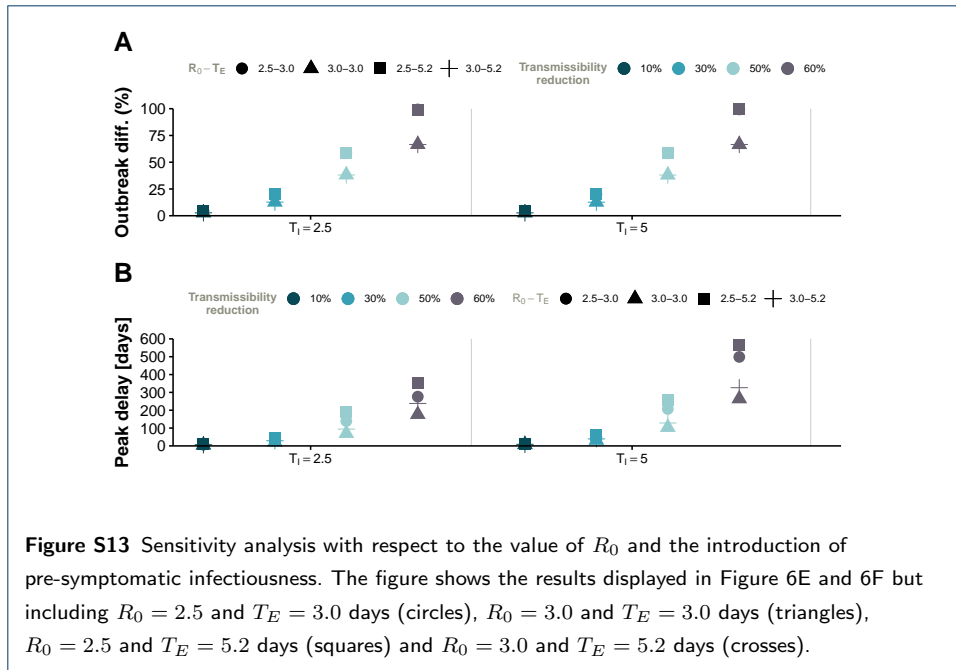 A
R₀ – T_E 2.5–3.0 3.0–3.0 2.5–5.2 3.0–5.2 Transmissibility reduction 10% 30% 50% 60%
Outbreak diff. (%)
100
75
50
25
0
T_I = 2.5 T_I = 5
B
Transmissibility reduction 10% 30% 50% 60% R₀ – T_E 2.5–3.0 3.0–3.0 2.5–5.2 3.0–5.2
Peak delay [days]
600
500
400
300
200
100
0
T_I = 2.5 T_I = 5
Figure S13 Sensitivity analysis with respect to the value of R₀ and the introduction of
pre-symptomatic infectiousness. The figure shows the results displayed in Figure 6E and 6F but
including R₀ = 2.5 and T_E = 3.0 days (circles), R₀ = 3.0 and T_E = 3.0 days (triangles),
R₀ = 2.5 and T_E = 5.2 days (squares) and R₀ = 3.0 and T_E = 5.2 days (crosses).